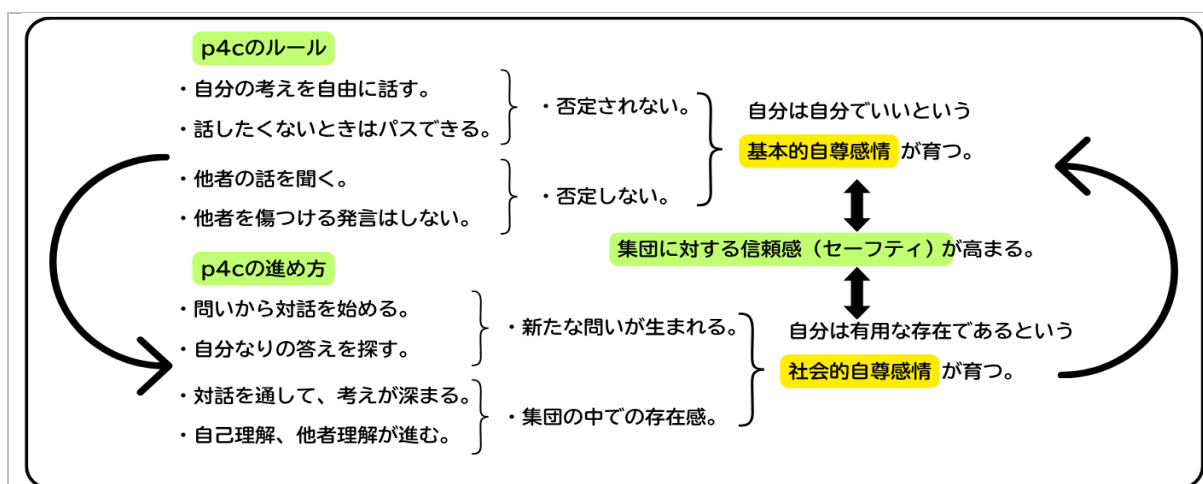 p4cのルール
・自分の考えを自由に話す。
・話したくないときはパスできる。
・否定されない。
・他者の話を聞く。
・他者を傷つける発言はしない。
・否定しない。
自分は自分でいいという
基本的自尊感情が育つ。
集団に対する信頼感（セーフティ）が高まる。
p4cの進め方
・問いから対話を始める。
・自分なりの答えを探す。
・新たな問いが生まれる。
・対話を通して、考えが深まる。
・自己理解、他者理解が進む。
・集団の中での存在感。
自分は有用な存在であるという
社会的自尊感情が育つ。